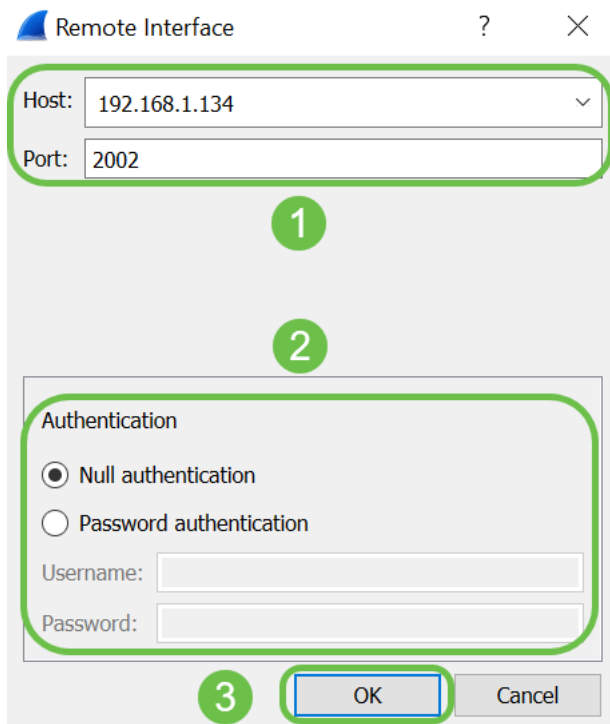 Remote Interface ?
Host: 192.168.1.134
Port: 2002
1
2
Authentication
Null authentication
Password authentication
Username:
Password:
3 OK Cancel